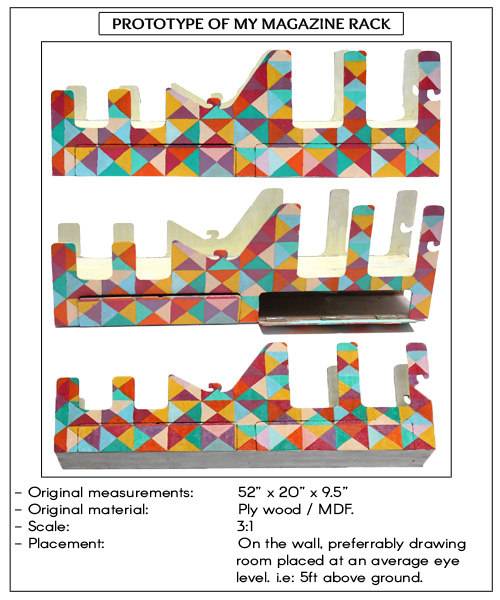 PROTOTYPE OF MY MAGAZINE RACK
- Original measurements: 52” x 20” x 9.5”
- Original material: Ply wood / MDF.
- Scale: 3:1
- Placement: On the wall, preferrably drawing
room placed at an average eye
level. i.e: 5ft above ground.